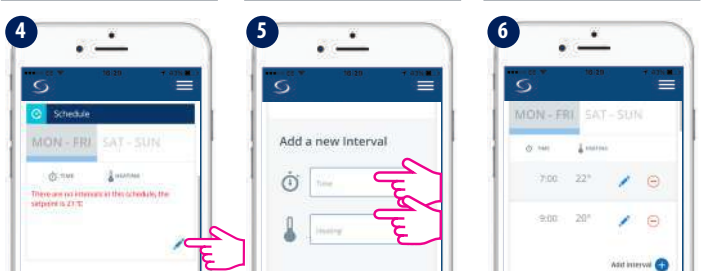 4
Schedule
MON - FRI SAT - SUN
TIME HEATING
There are no intervals in this schedule, the
setpoint is 21 °C
5
Add a new Interval
Time
Heating
6
MON - FRI SAT - SUN
TIME HEATING
7:00 22°
9:00 20°
Add interval